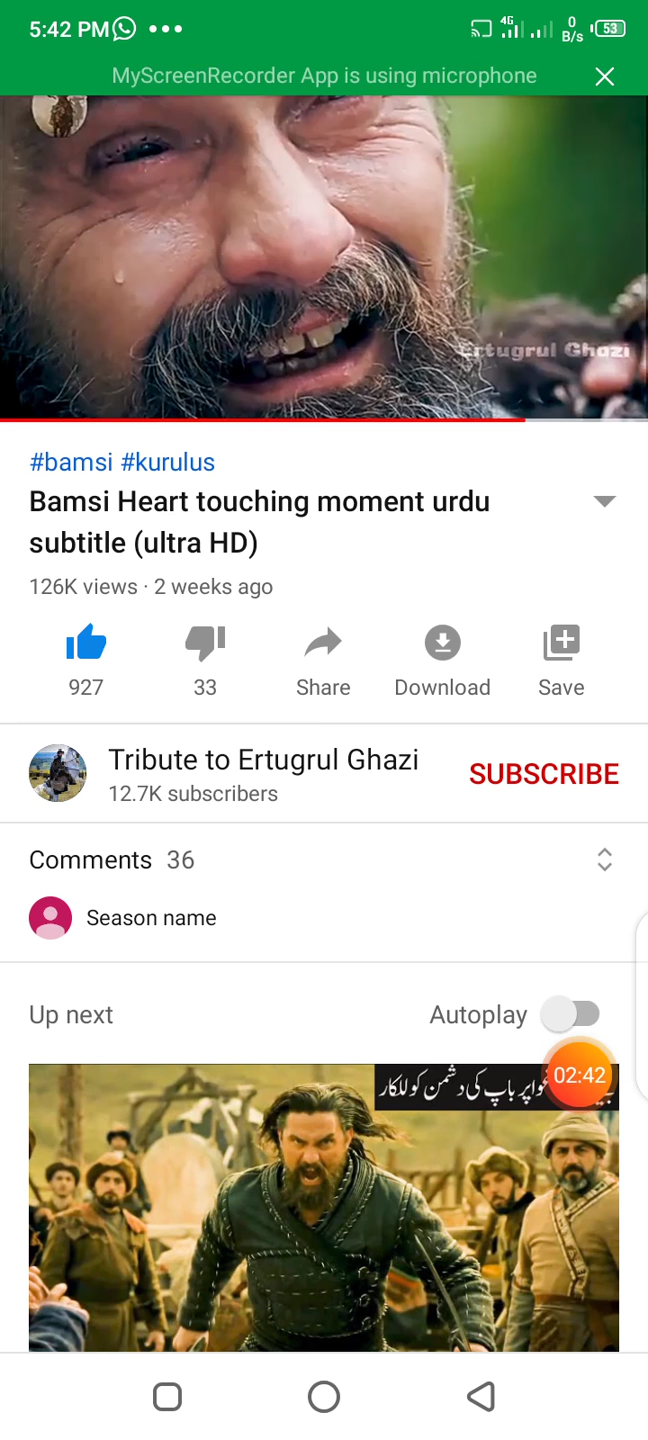 5:42 PM
4G
0 B/s
53
MyScreenRecorder App is using microphone
Ertugrul Ghazi
#bamsi #kurulus
Bamsi Heart touching moment urdu
subtitle (ultra HD)
126K views · 2 weeks ago
927
33
Share
Download
Save
Tribute to Ertugrul Ghazi
SUBSCRIBE
12.7K subscribers
Comments 36
Season name
Up next
Autoplay
پر باپ کی دشمن کو للکار
02:42